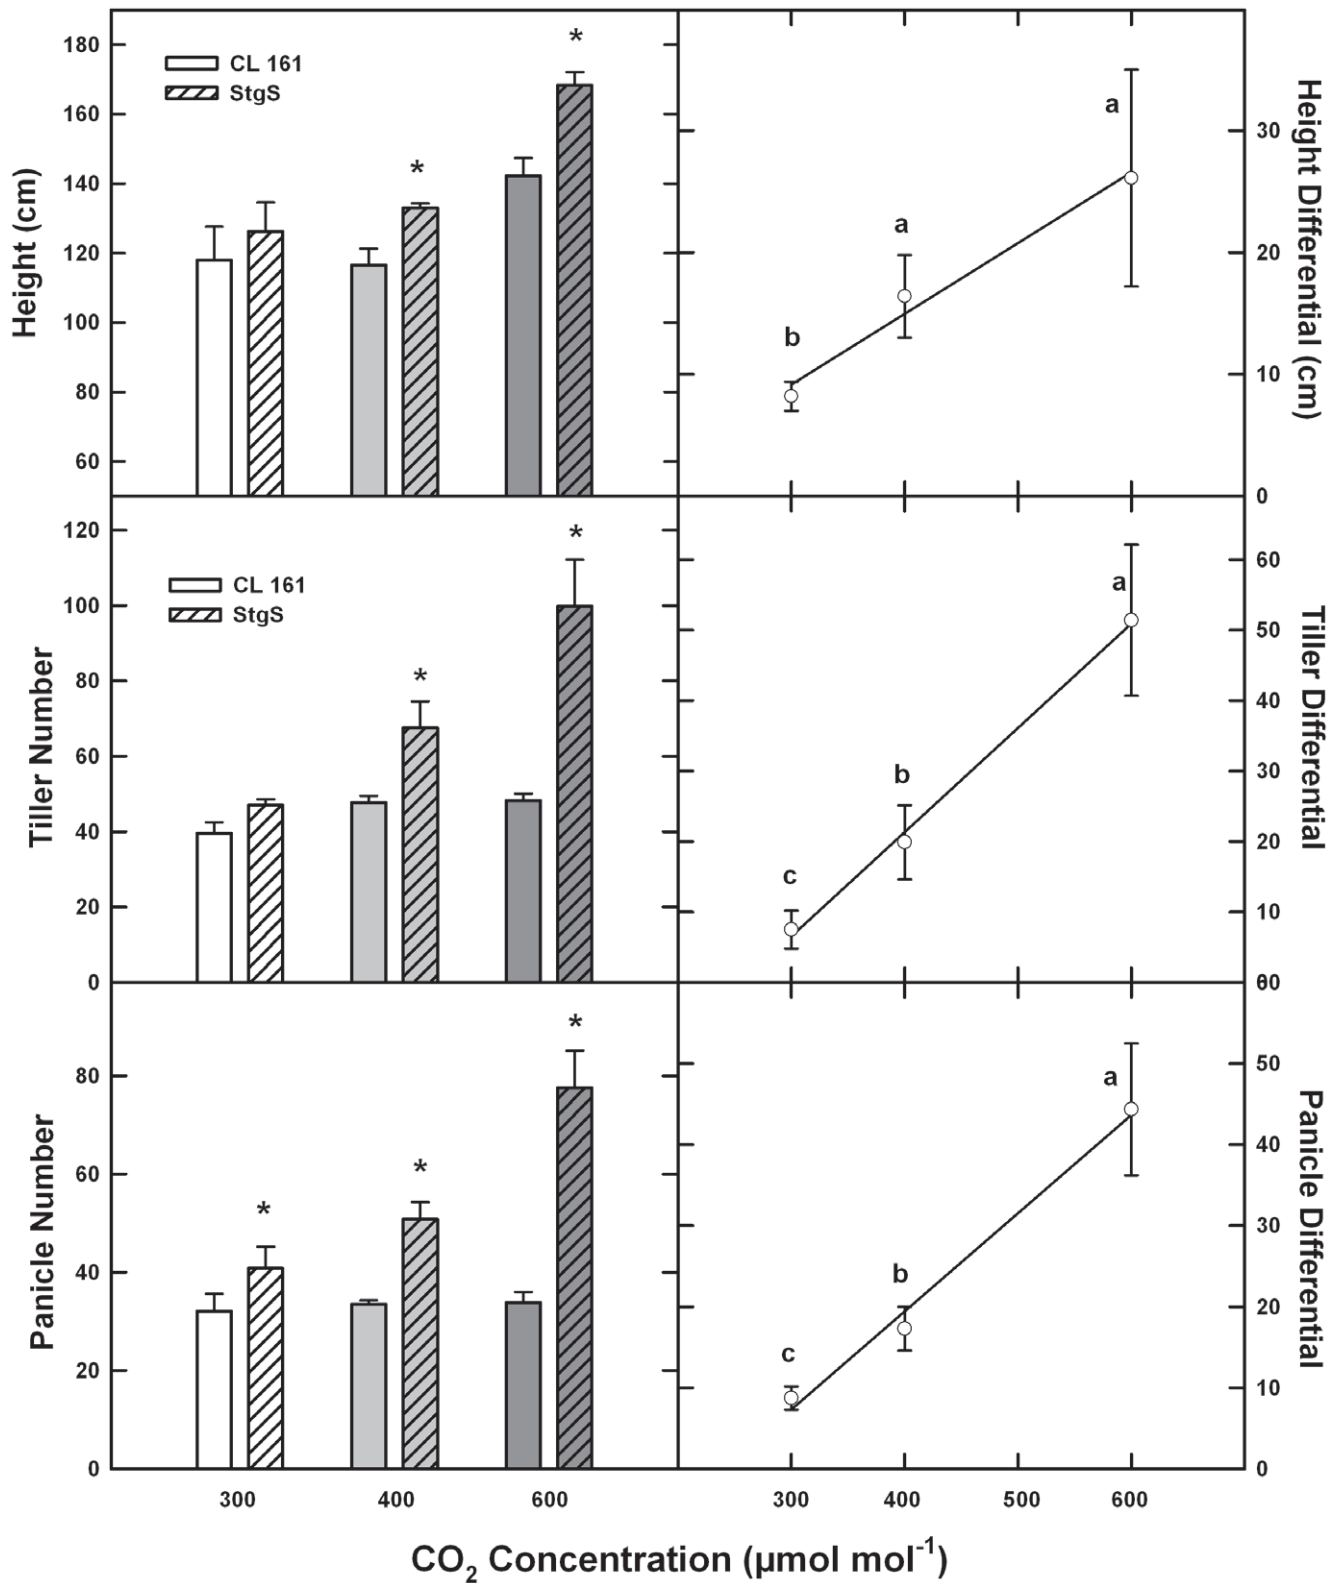 Height (cm)
180
160
140
120
100
80
60
CL 161
StgS
*
*
b
a
a
30
20
10
0
Height Differential (cm)
Tiller Number
120
100
80
60
40
20
0
CL 161
StgS
*
*
c
b
a
60
50
40
30
20
10
0
Tiller Differential
Panicle Number
80
60
40
20
0
*
*
*
c
b
a
60
50
40
30
20
10
0
Panicle Differential
300 400 600
300 400 500 600
CO₂ Concentration (µmol mol⁻¹)